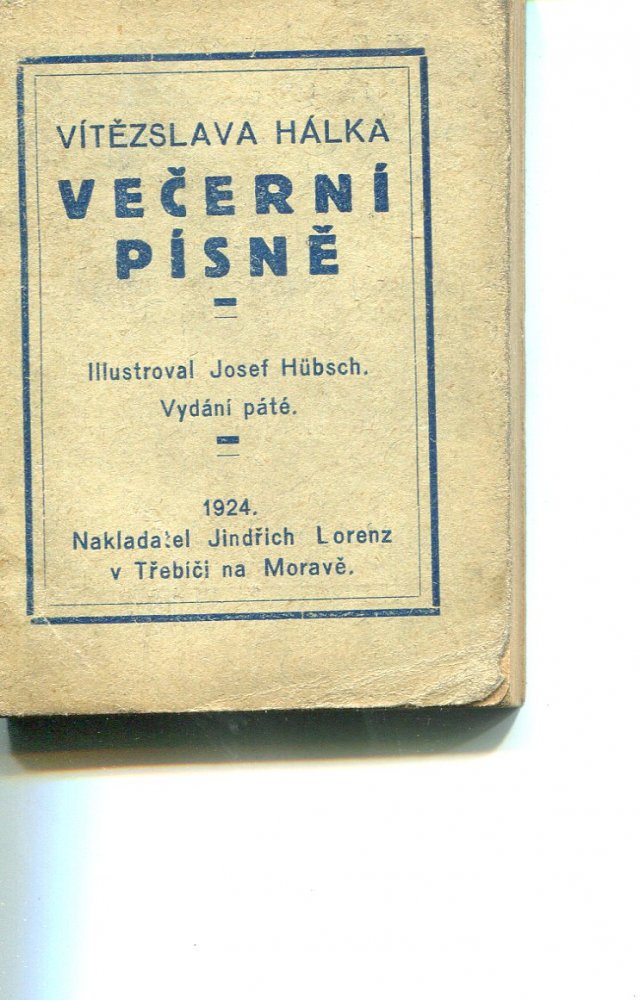 VÍTĚZSLAVA HÁLKA
VEČERNÍ
PÍSNĚ
Illustroval Josef Hübsch.
Vydání páté.
1924.
Nakladatel Jindřich Lorenz
v Třebíči na Moravě.